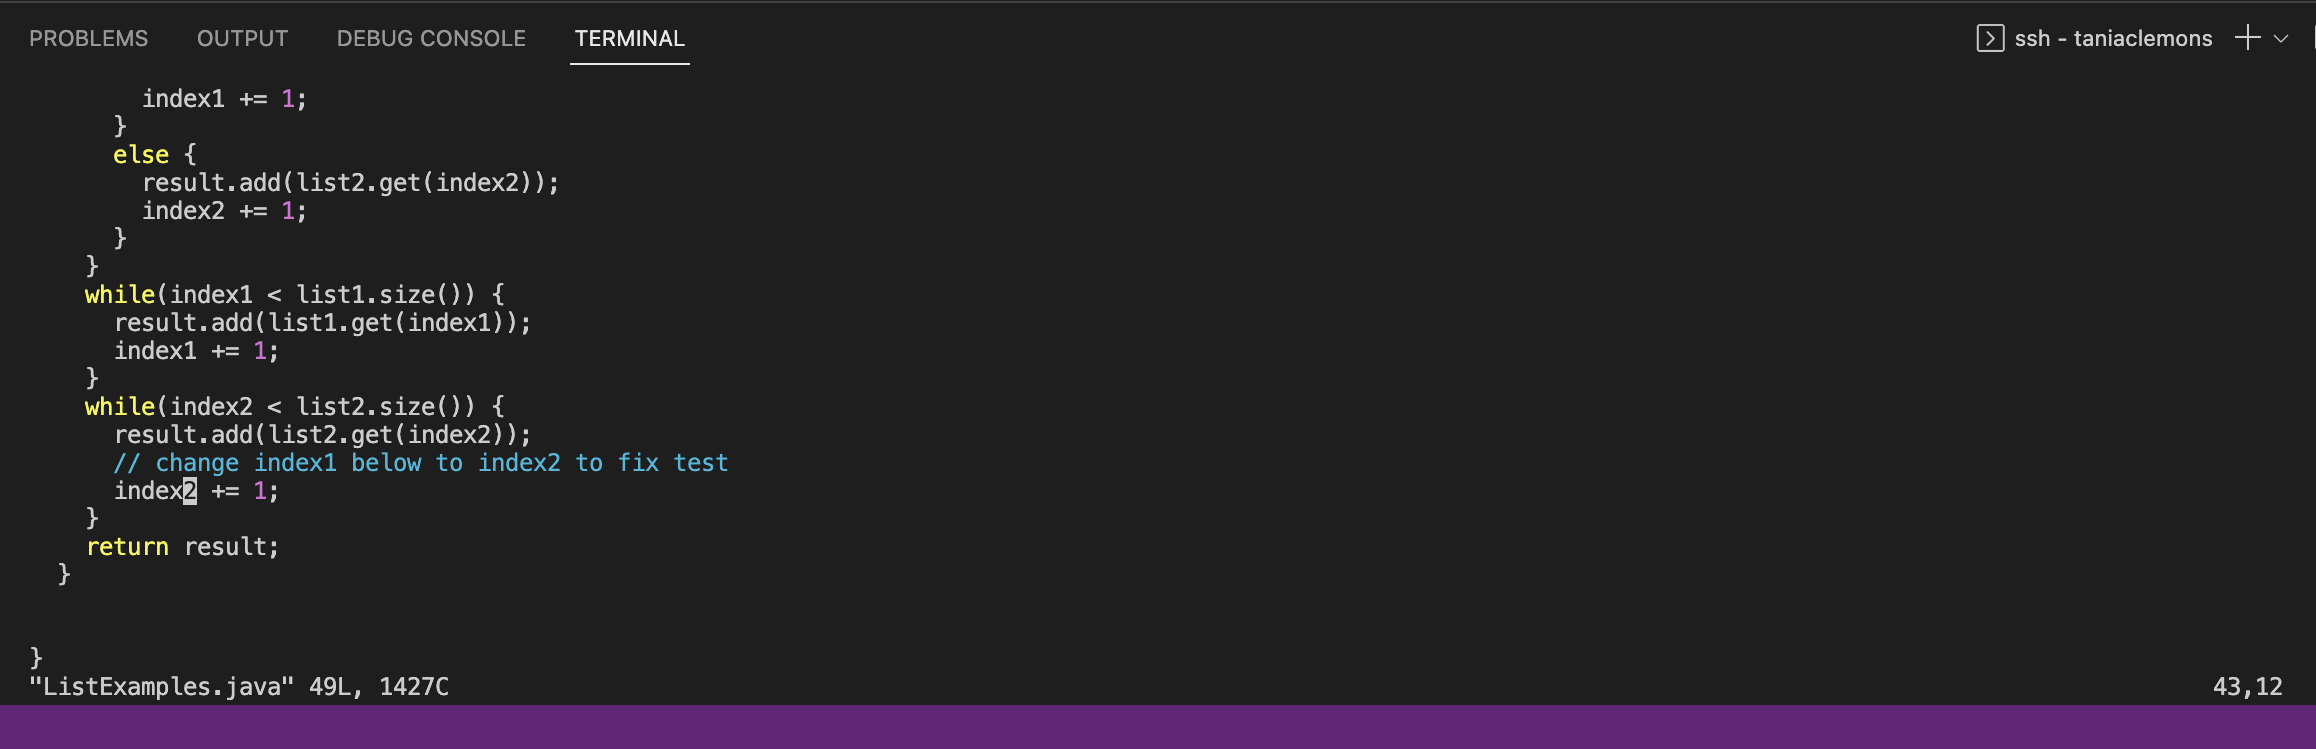 PROBLEMS OUTPUT DEBUG CONSOLE TERMINAL ssh - taniaclemons
index1 += 1;
}
else {
result.add(list2.get(index2));
index2 += 1;
}
}
while(index1 < list1.size()) {
result.add(list1.get(index1));
index1 += 1;
}
while(index2 < list2.size()) {
result.add(list2.get(index2));
// change index1 below to index2 to fix test
index2 += 1;
}
return result;
}
}
"ListExamples.java" 49L, 1427C 43,12